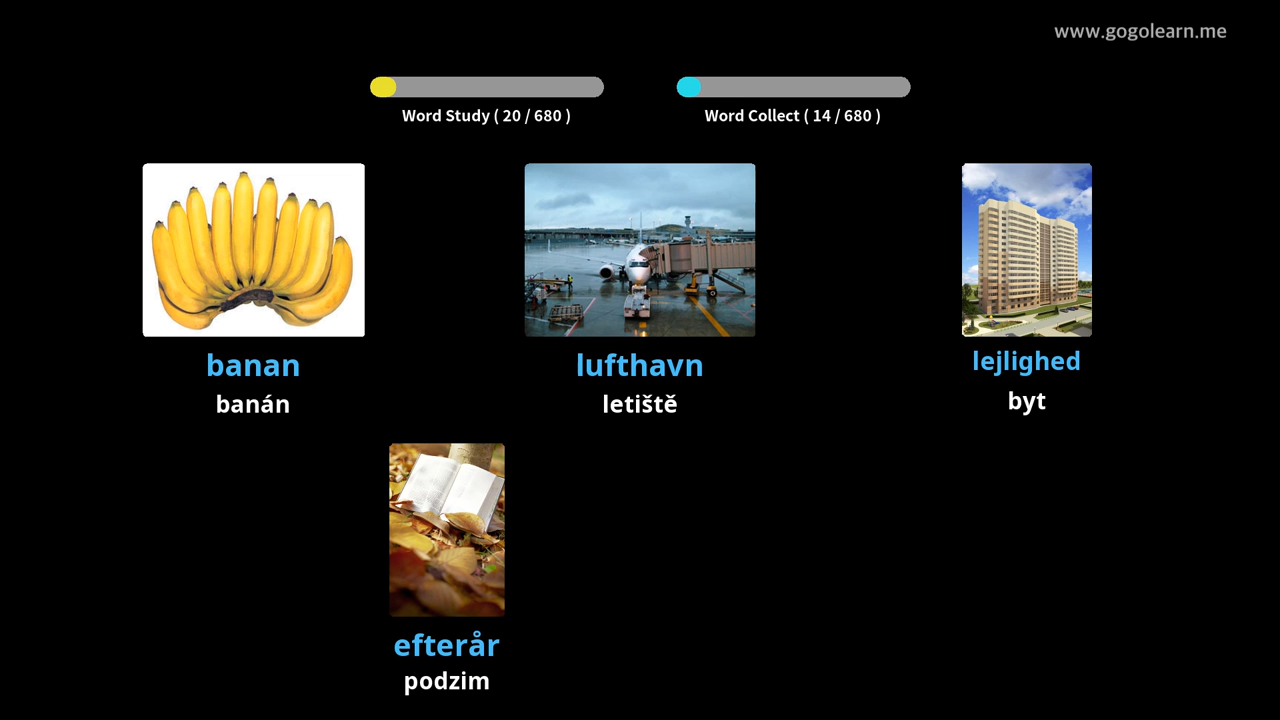 www.gogolearn.me
Word Study ( 20 / 680 )
Word Collect ( 14 / 680 )
banan
banán
lufthavn
letiště
lejlighed
byt
efterår
podzim